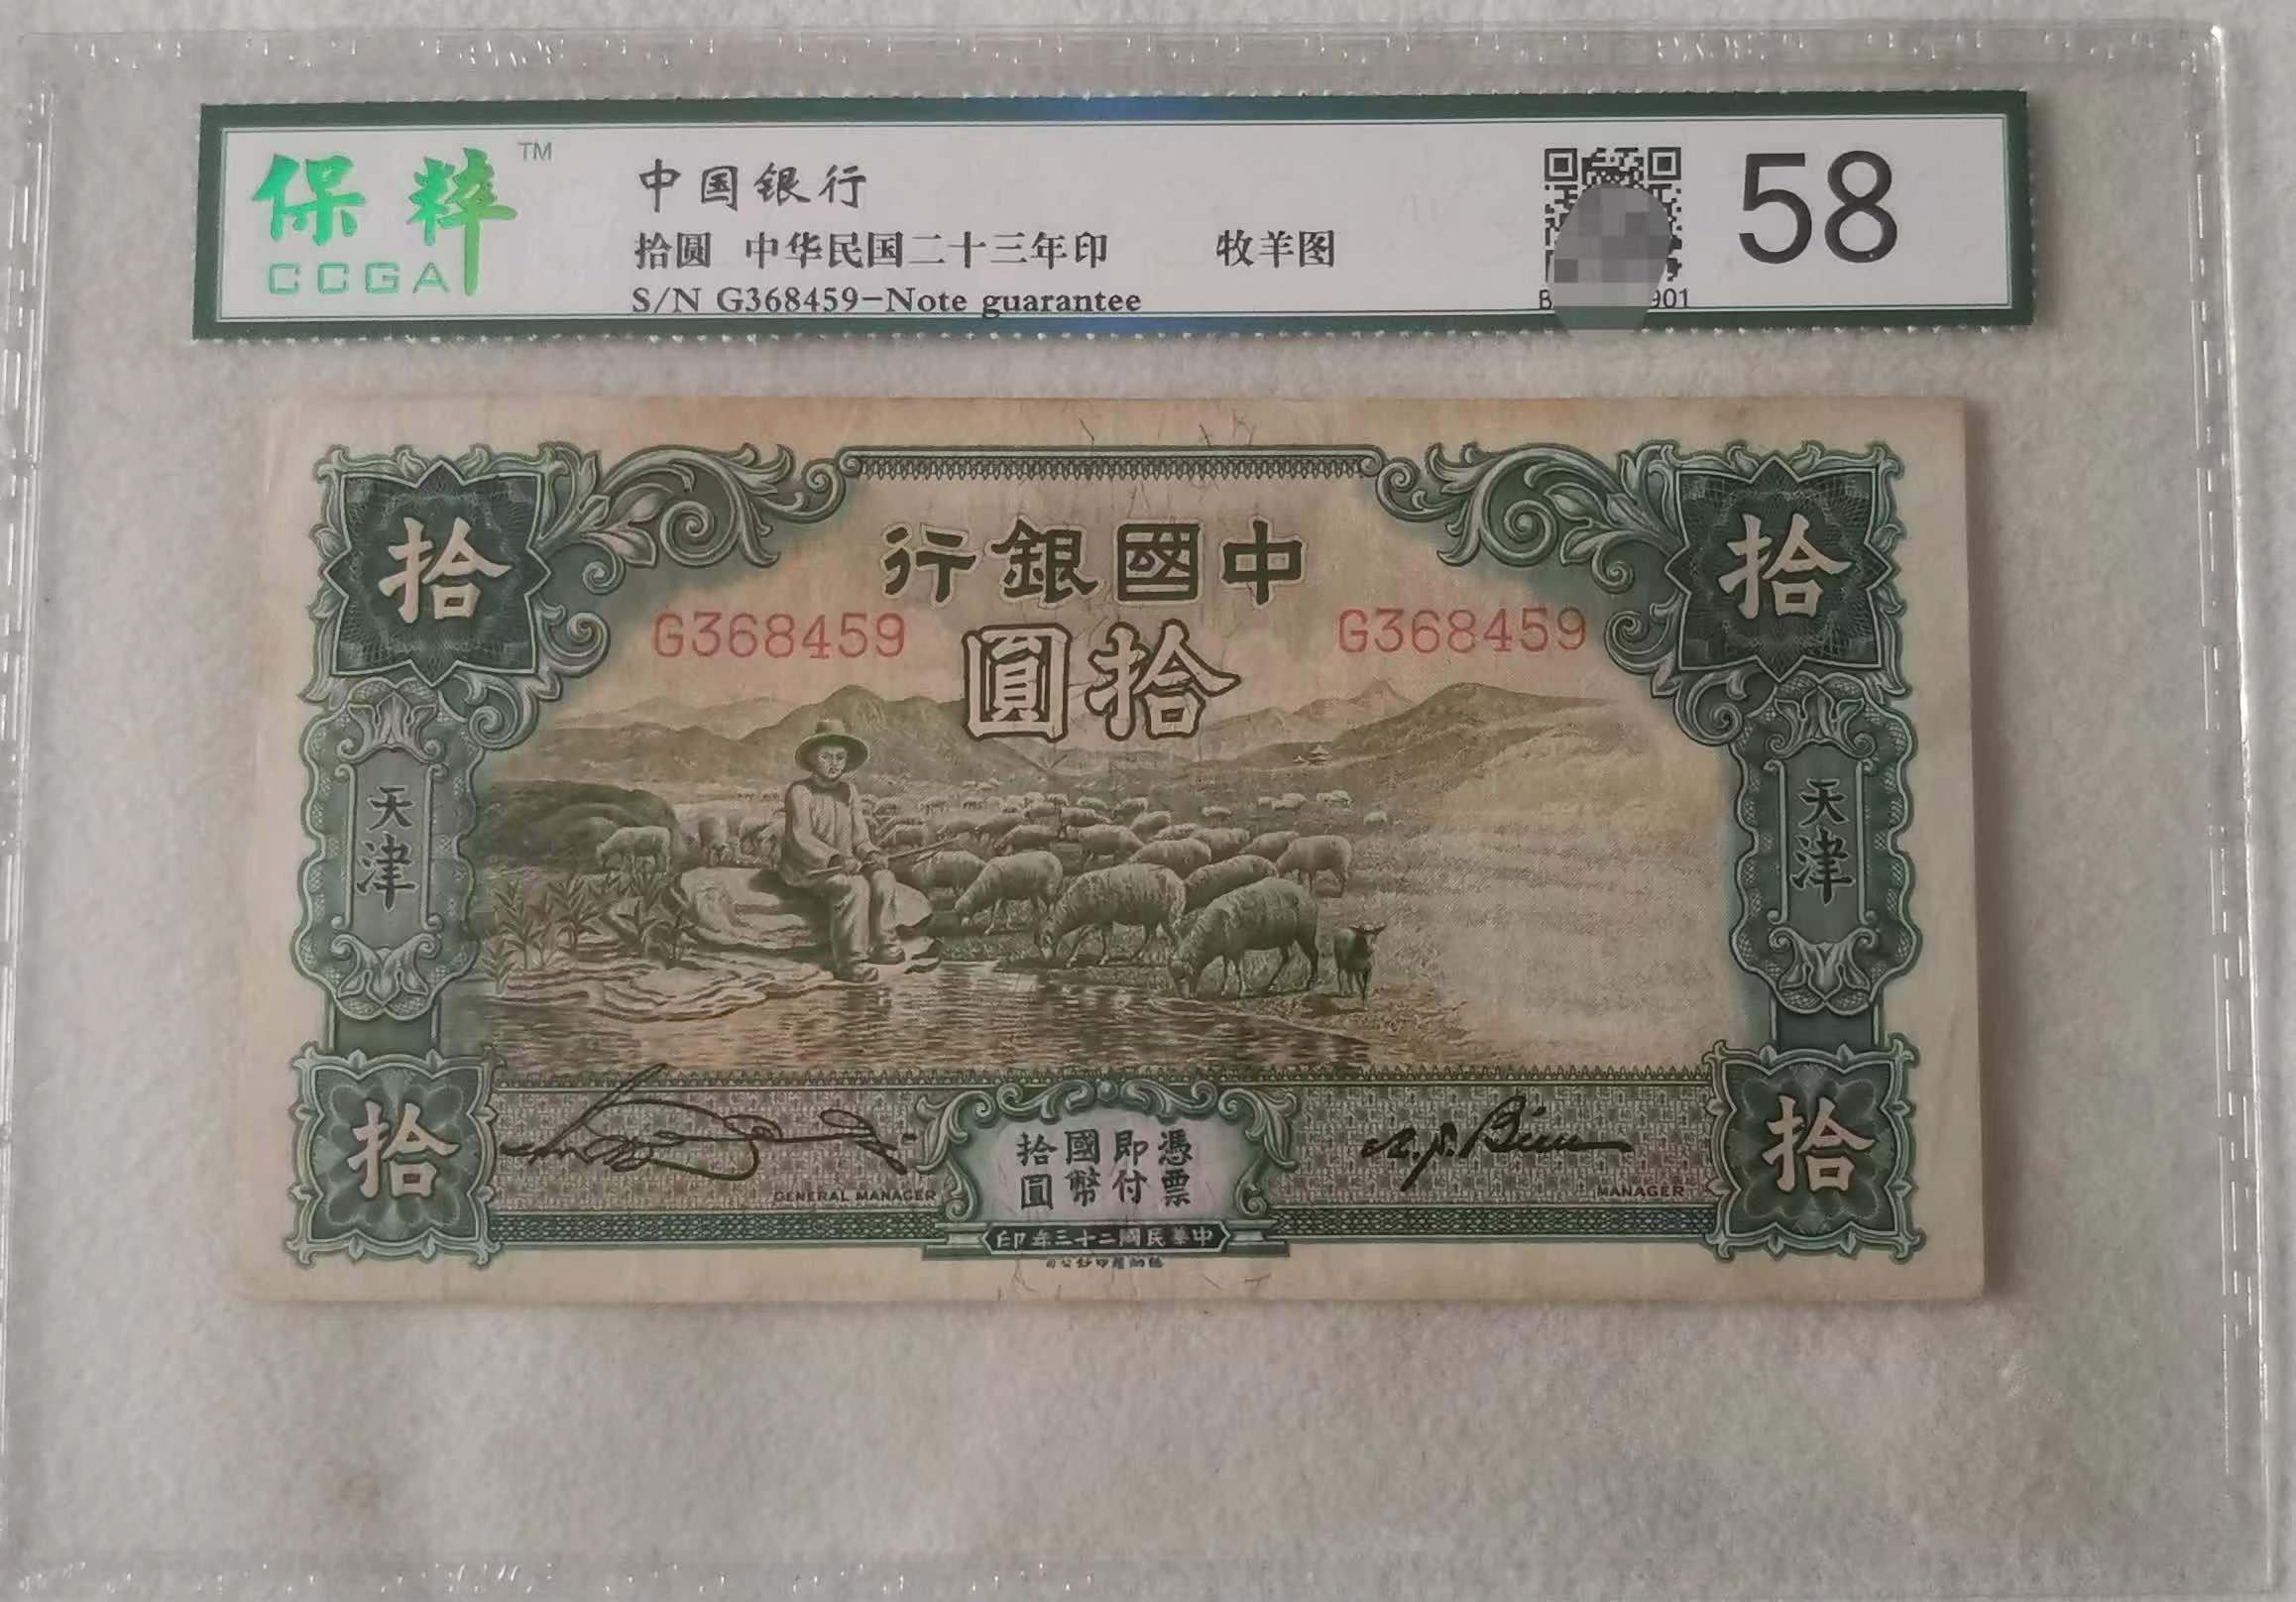 保粹™
CCGA
中国银行
拾圆 中华民国二十三年印 牧羊图
S/N G368459-Note guarantee
901
58
拾
拾
中國銀行
G368459
G368459
拾圓
天津
天津
拾
拾
GENERAL MANAGER
憑票
即付
國幣
拾圓
MANAGER
中華民國二十三年印